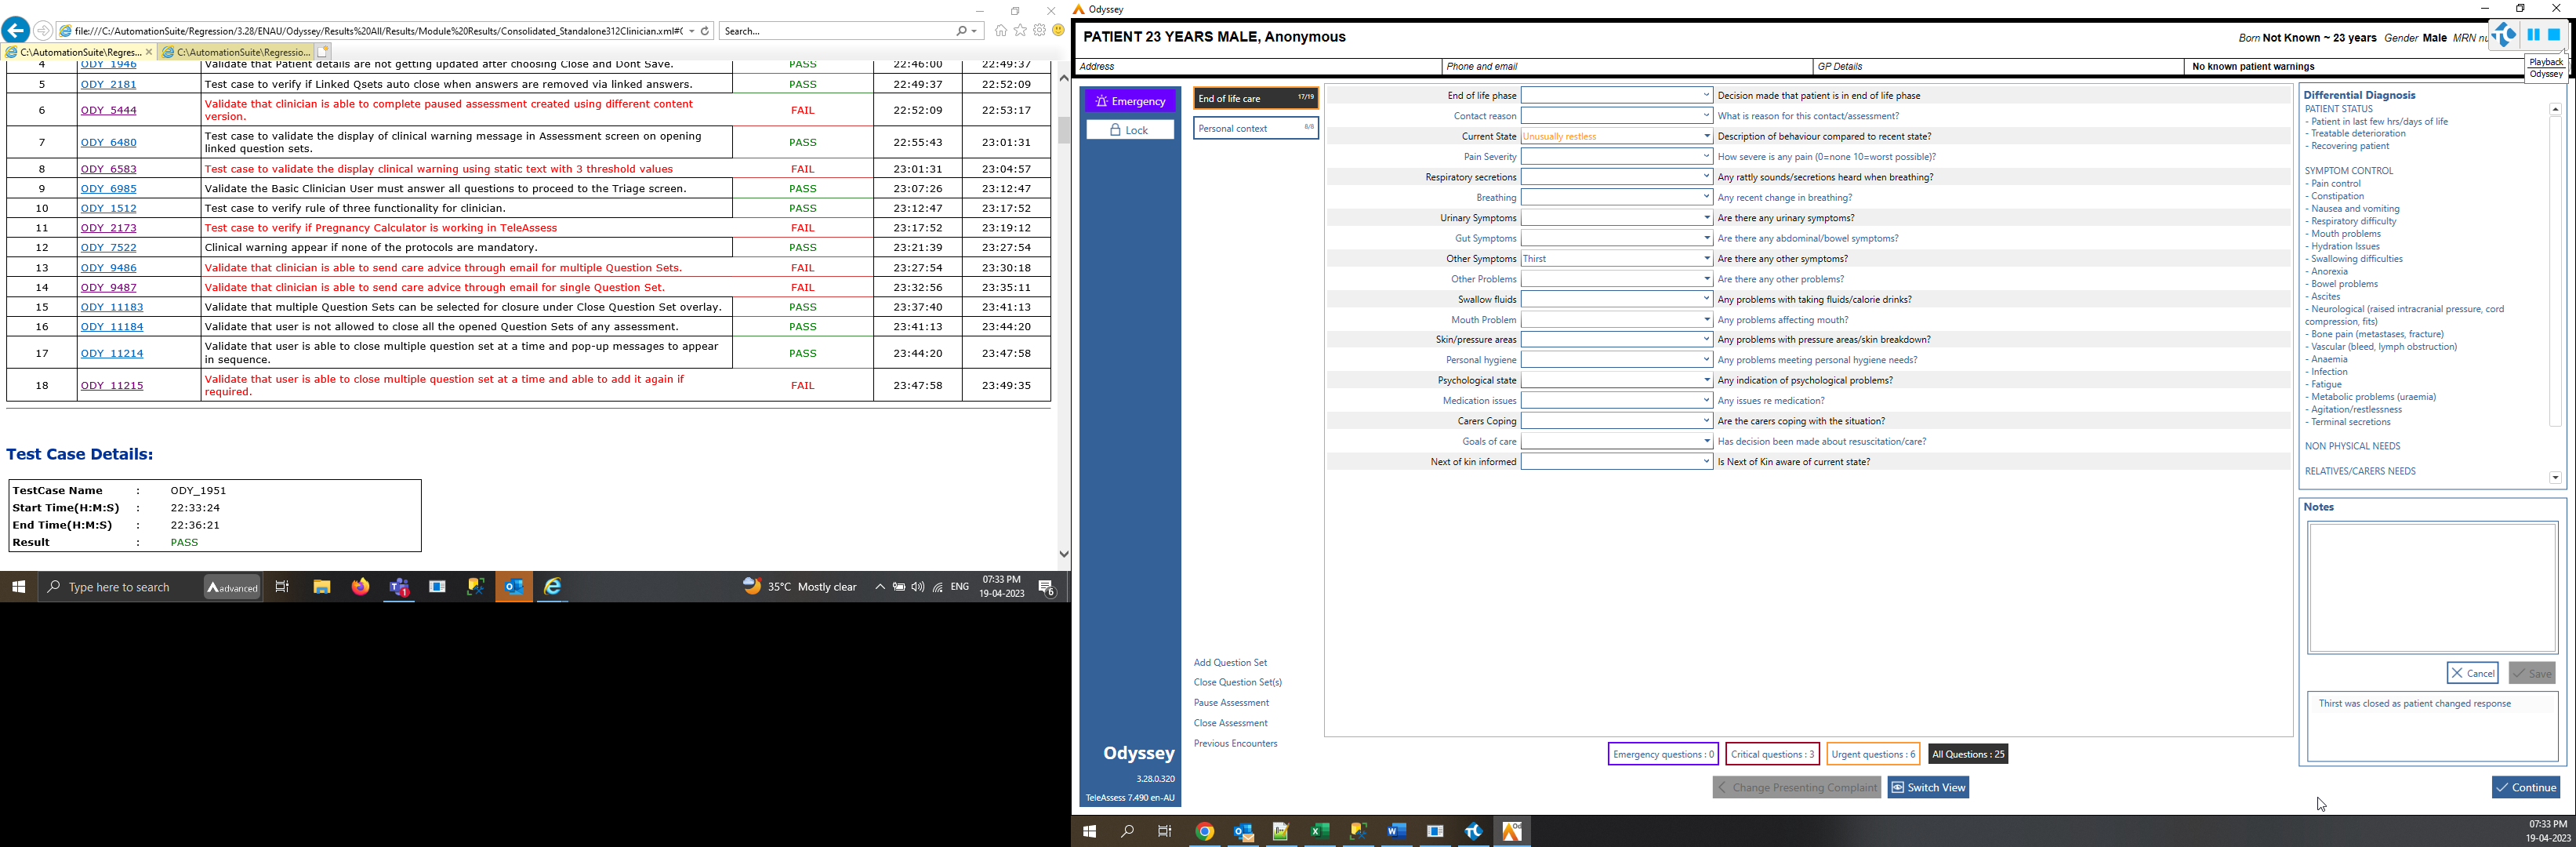 file:///C:/AutomationSuite/Regression/3.28/ENAU/Odyssey/Results%20All/Results/Module%20Results/Consolidated_Standalone312Clinician.xml#(
Search...
C:\AutomationSuite\Regres...
C:\AutomationSuite\Regressio...
4 ODY_1946 Validate that Patient details are not getting updated after choosing Close and Dont Save. PASS 22:46:00 22:49:37
5 ODY_2181 Test case to verify if Linked Qsets auto close when answers are removed via linked answers. PASS 22:49:37 22:52:09
6 ODY_5444 Validate that clinician is able to complete paused assessment created using different content version. FAIL 22:52:09 22:53:17
7 ODY_6480 Test case to validate the display of clinical warning message in Assessment screen on opening linked question sets. PASS 22:55:43 23:01:31
8 ODY_6583 Test case to validate the display clinical warning using static text with 3 threshold values FAIL 23:01:31 23:04:57
9 ODY_6985 Validate the Basic Clinician User must answer all questions to proceed to the Triage screen. PASS 23:07:26 23:12:47
10 ODY_1512 Test case to verify rule of three functionality for clinician. PASS 23:12:47 23:17:52
11 ODY_2173 Test case to verify if Pregnancy Calculator is working in TeleAssess FAIL 23:17:52 23:19:12
12 ODY_7522 Clinical warning appear if none of the protocols are mandatory. PASS 23:21:39 23:27:54
13 ODY_9486 Validate that clinician is able to send care advice through email for multiple Question Sets. FAIL 23:27:54 23:30:18
14 ODY_9487 Validate that clinician is able to send care advice through email for single Question Set. FAIL 23:32:56 23:35:11
15 ODY_11183 Validate that multiple Question Sets can be selected for closure under Close Question Set overlay. PASS 23:37:40 23:41:13
16 ODY_11184 Validate that user is not allowed to close all the opened Question Sets of any assessment. PASS 23:41:13 23:44:20
17 ODY_11214 Validate that user is able to close multiple question set at a time and pop-up messages to appear in sequence. PASS 23:44:20 23:47:58
18 ODY_11215 Validate that user is able to close multiple question set at a time and able to add it again if required. FAIL 23:47:58 23:49:35
Test Case Details:
TestCase Name : ODY_1951
Start Time(H:M:S) : 22:33:24
End Time(H:M:S) : 22:36:21
Result : PASS
Type here to search
advanced
35°C Mostly clear
ENG
07:33 PM
19-04-2023
6
Odyssey
PATIENT 23 YEARS MALE, Anonymous
Born Not Known ~ 23 years Gender Male MRN nu
Playback
Odyssey
Address
Phone and email
GP Details
No known patient warnings
Emergency
Lock
End of life care 17/19
Personal context 8/8
End of life phase Decision made that patient is in end of life phase
Contact reason What is reason for this contact/assessment?
Current State Unusually restless Description of behaviour compared to recent state?
Pain Severity How severe is any pain (0=none 10=worst possible)?
Respiratory secretions Any rattly sounds/secretions heard when breathing?
Breathing Any recent change in breathing?
Urinary Symptoms Are there any urinary symptoms?
Gut Symptoms Are there any abdominal/bowel symptoms?
Other Symptoms Thirst Are there any other symptoms?
Other Problems Are there any other problems?
Swallow fluids Any problems with taking fluids/calorie drinks?
Mouth Problem Any problems affecting mouth?
Skin/pressure areas Any problems with pressure areas/skin breakdown?
Personal hygiene Any problems meeting personal hygiene needs?
Psychological state Any indication of psychological problems?
Medication issues Any issues re medication?
Carers Coping Are the carers coping with the situation?
Goals of care Has decision been made about resuscitation/care?
Next of kin informed Is Next of Kin aware of current state?
Differential Diagnosis
PATIENT STATUS
- Patient in last few hrs/days of life
- Treatable deterioration
- Recovering patient
SYMPTOM CONTROL
- Pain control
- Constipation
- Nausea and vomiting
- Respiratory difficulty
- Mouth problems
- Hydration Issues
- Swallowing difficulties
- Anorexia
- Bowel problems
- Ascites
- Neurological (raised intracranial pressure, cord
compression, fits)
- Bone pain (metastases, fracture)
- Vascular (bleed, lymph obstruction)
- Anaemia
- Infection
- Fatigue
- Metabolic problems (uraemia)
- Agitation/restlessness
- Terminal secretions
NON PHYSICAL NEEDS
RELATIVES/CARERS NEEDS
Notes
Cancel
Save
Thirst was closed as patient changed response
Add Question Set
Close Question Set(s)
Pause Assessment
Close Assessment
Previous Encounters
Odyssey
3.28.0.320
TeleAssess 7.490 en-AU
Emergency questions : 0
Critical questions : 3
Urgent questions : 6
All Questions : 25
Change Presenting Complaint
Switch View
Continue
07:33 PM
19-04-2023